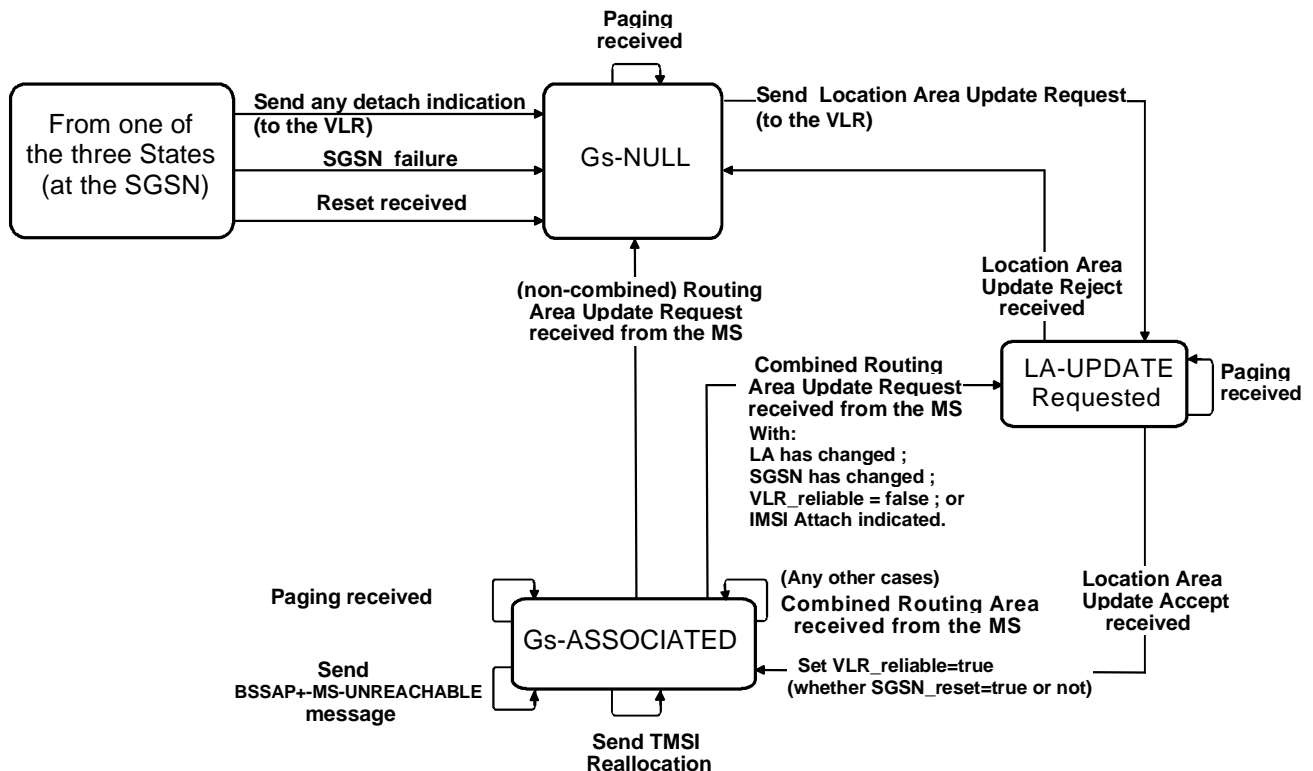 Paging
received
From one of
the three States
(at the SGSN)
Send any detach indication
(to the VLR)
SGSN failure
Reset received
Gs-NULL
Send Location Area Update Request
(to the VLR)
Location Area
Update Reject
received
(non-combined) Routing
Area Update Request
received from the MS
LA-UPDATE
Requested
Paging
received
Combined Routing
Area Update Request
received from the MS
With:
LA has changed ;
SGSN has changed ;
VLR_reliable = false ; or
IMSI Attach indicated.
Paging received
Gs-ASSOCIATED
(Any other cases)
Combined Routing Area
received from the MS
Location Area
Update Accept
received
Set VLR_reliable=true
(whether SGSN_reset=true or not)
Send
BSSAP+-MS-UNREACHABLE
message
Send TMSI
Reallocation